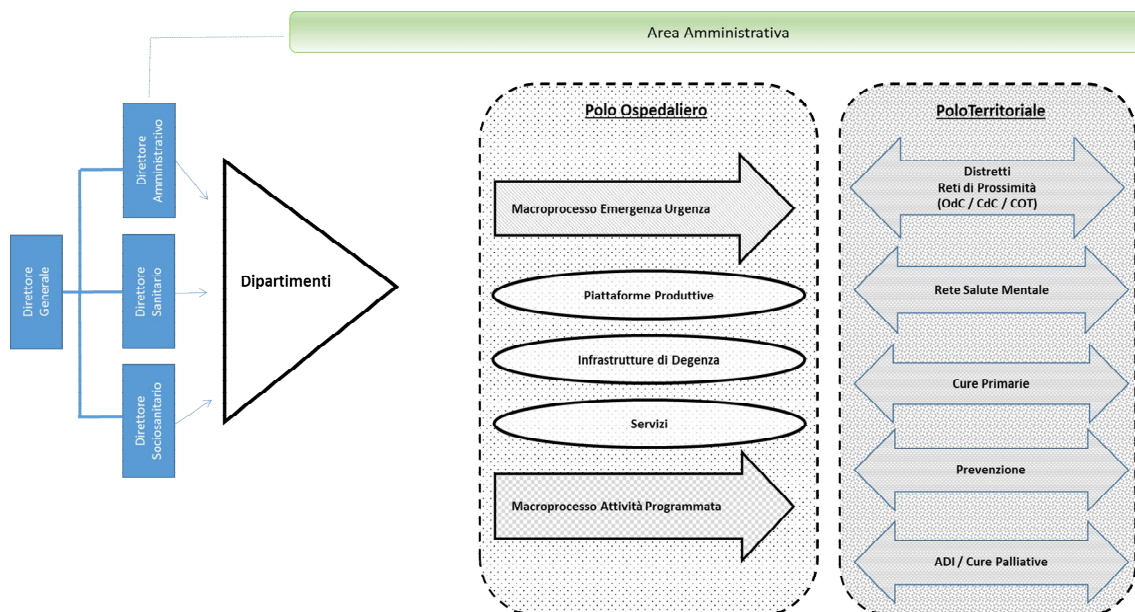 Area Amministrativa
Direttore
Generale
Direttore
Amministrativo
Direttore
Sanitario
Direttore
Sociosanitario
Dipartimenti
Polo Ospedaliero
Macroprocesso Emergenza Urgenza
Piattaforme Produttive
Infrastrutture di Degenza
Servizi
Macroprocesso Attività Programmata
PoloTerritoriale
Distretti
Reti di Prossimità
(OdC / CdC / COT)
Rete Salute Mentale
Cure Primarie
Prevenzione
ADI / Cure Palliative